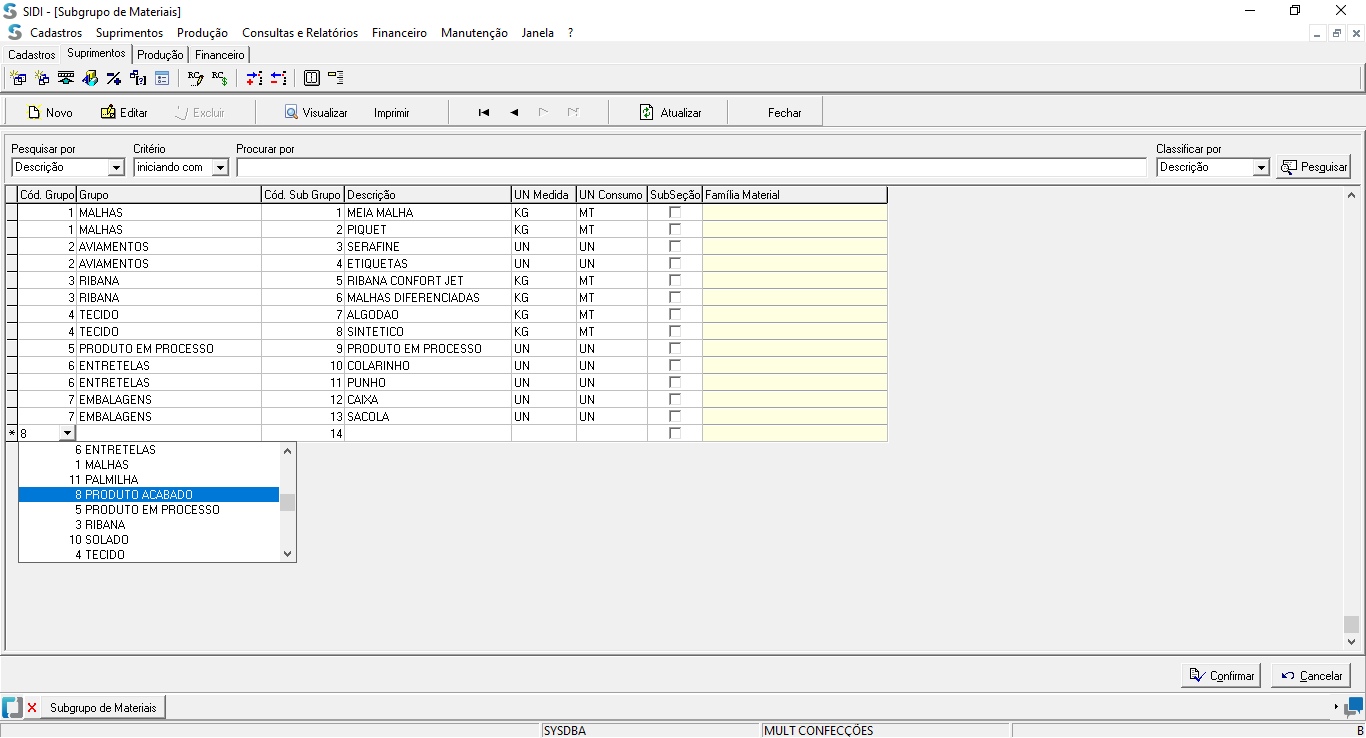 SIDI - [Subgrupo de Materiais]
Cadastros Suprimentos Produção Consultas e Relatórios Financeiro Manutenção Janela ?
Cadastros Suprimentos Produção Financeiro
Novo Editar Excluir Visualizar Imprimir Atualizar Fechar
Pesquisar por Critério Procurar por Classificar por
Descrição iniciando com Descrição Pesquisar
Cód. Grupo Grupo Cód. Sub Grupo Descrição UN Medida UN Consumo SubSeção Família Material
1 MALHAS 1 MEIA MALHA KG MT
1 MALHAS 2 PIQUET KG MT
2 AVIAMENTOS 3 SERAFINE UN UN
2 AVIAMENTOS 4 ETIQUETAS UN UN
3 RIBANA 5 RIBANA CONFORT JET KG MT
3 RIBANA 6 MALHAS DIFERENCIADAS KG MT
4 TECIDO 7 ALGODAO KG MT
4 TECIDO 8 SINTETICO KG MT
5 PRODUTO EM PROCESSO 9 PRODUTO EM PROCESSO UN UN
6 ENTRETELAS 10 COLARINHO UN UN
6 ENTRETELAS 11 PUNHO UN UN
7 EMBALAGENS 12 CAIXA UN UN
7 EMBALAGENS 13 SACOLA UN UN
* 8 14
6 ENTRETELAS
1 MALHAS
11 PALMILHA
8 PRODUTO ACABADO
5 PRODUTO EM PROCESSO
3 RIBANA
10 SOLADO
4 TECIDO
Confirmar Cancelar
Subgrupo de Materiais
SYSDBA MULT CONFECÇÕES B